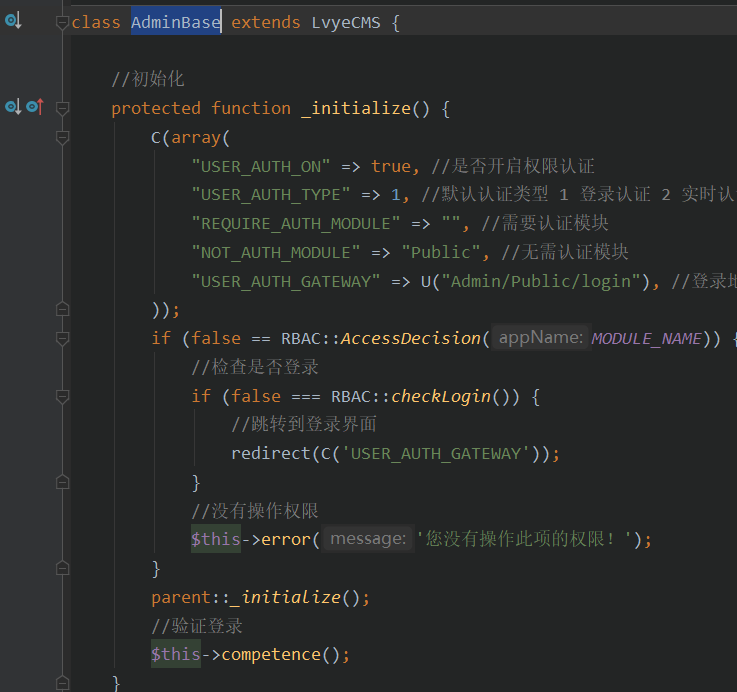 class AdminBase extends LvyeCMS {
//初始化
protected function _initialize() {
C(array(
"USER_AUTH_ON" => true, //是否开启权限认证
"USER_AUTH_TYPE" => 1, //默认认证类型 1 登录认证 2 实时认
"REQUIRE_AUTH_MODULE" => "", //需要认证模块
"NOT_AUTH_MODULE" => "Public", //无需认证模块
"USER_AUTH_GATEWAY" => U("Admin/Public/login"), //登录地
));
if (false == RBAC::AccessDecision( appName: MODULE_NAME)) {
//检查是否登录
if (false === RBAC::checkLogin()) {
//跳转到登录界面
redirect(C('USER_AUTH_GATEWAY'));
}
//没有操作权限
$this->error( message: '您没有操作此项的权限！');
}
parent::_initialize();
//验证登录
$this->competence();
}